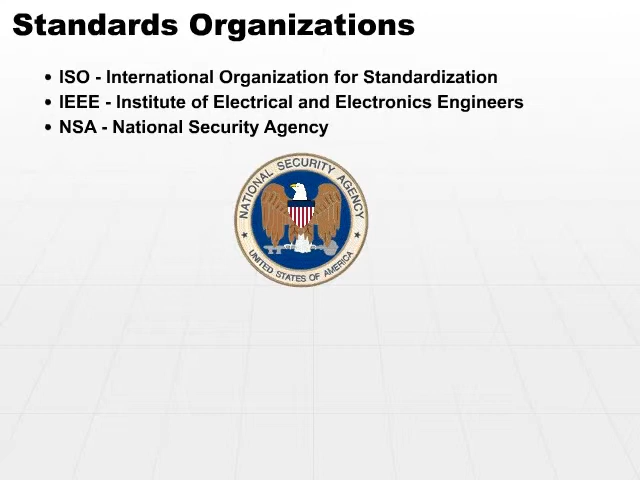 Standards Organizations
• ISO - International Organization for Standardization
• IEEE - Institute of Electrical and Electronics Engineers
• NSA - National Security Agency
NATIONAL SECURITY AGENCY
UNITED STATES OF AMERICA